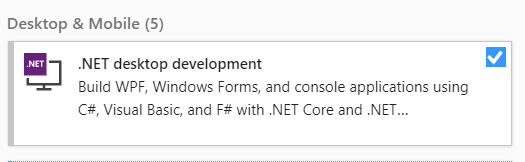 Desktop & Mobile (5)
.NET
.NET desktop development
Build WPF, Windows Forms, and console applications using
C#, Visual Basic, and F# with .NET Core and .NET...